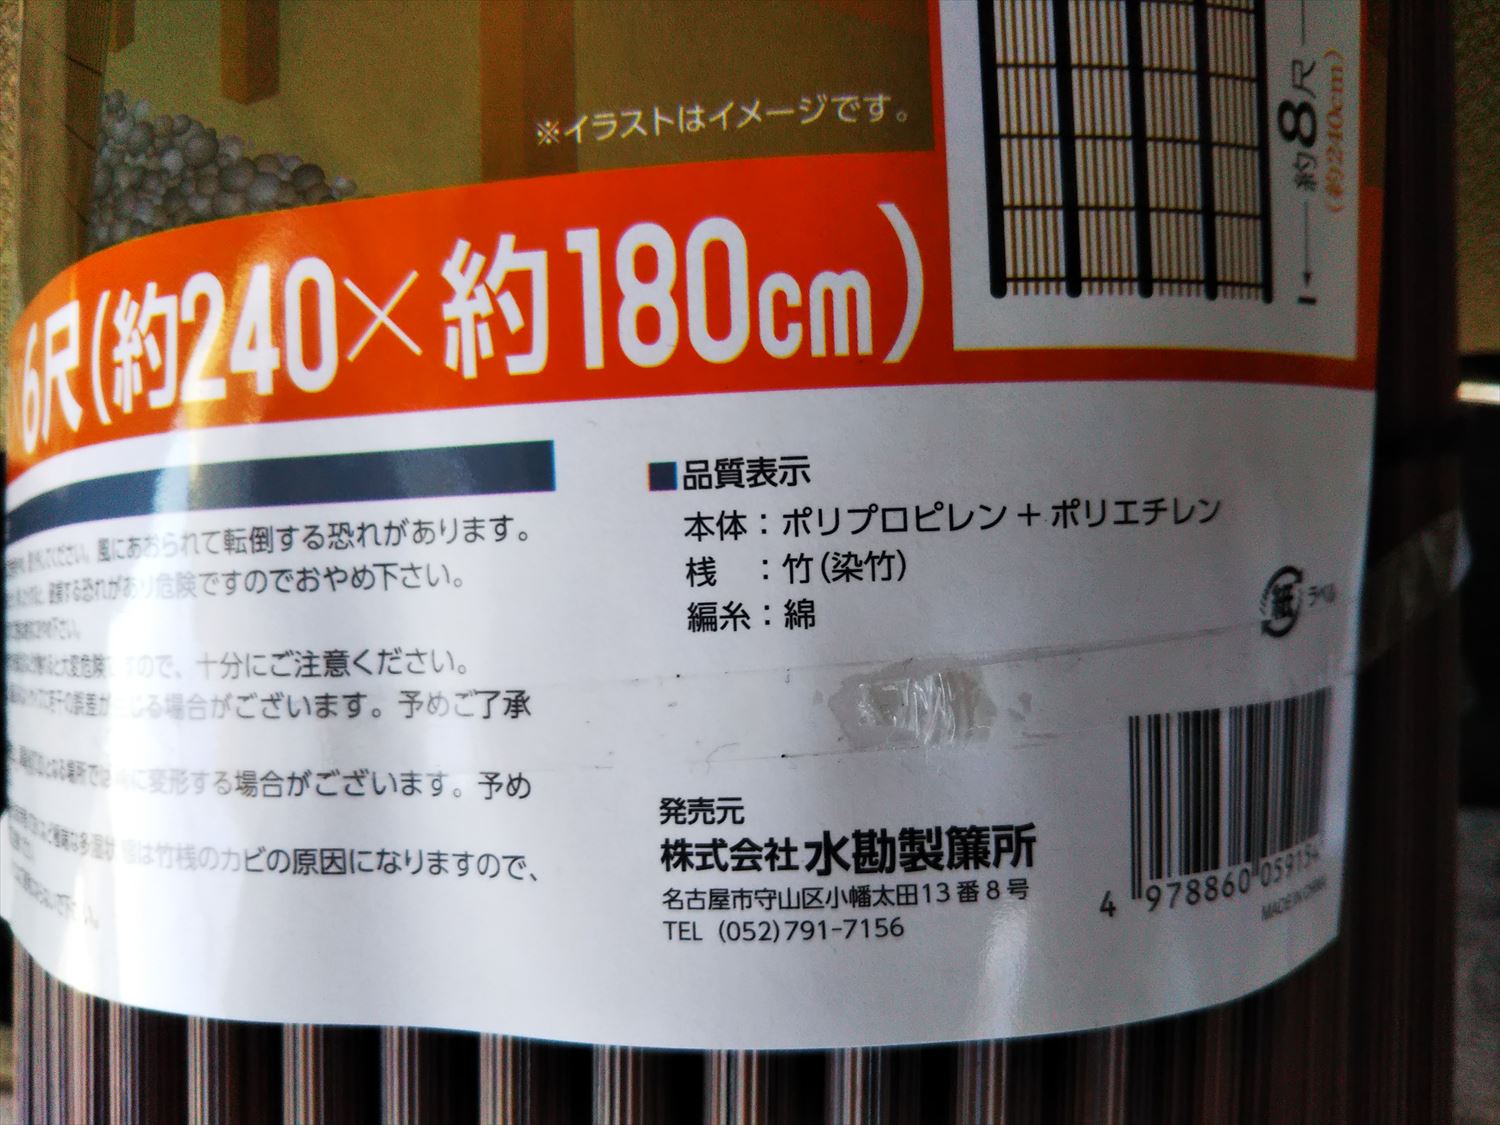 ※イラストはイメージです。
約8尺
(約240cm)
6尺(約240×約180cm)
風にあおられて転倒する恐れがあります。
危険ですのでおやめ下さい。
十分にご注意ください。
場合がございます。予めご了承
変形する場合がございます。予め
は竹桟のカビの原因になりますので、
■品質表示
本体：ポリプロピレン+ポリエチレン
桟　：竹(染竹)
編糸：綿
紙 ラベル
発売元
株式会社 水勘製簾所
名古屋市守山区小幡太田13番8号
TEL (052)791-7156
4 978860 059154
MADE IN CHINA